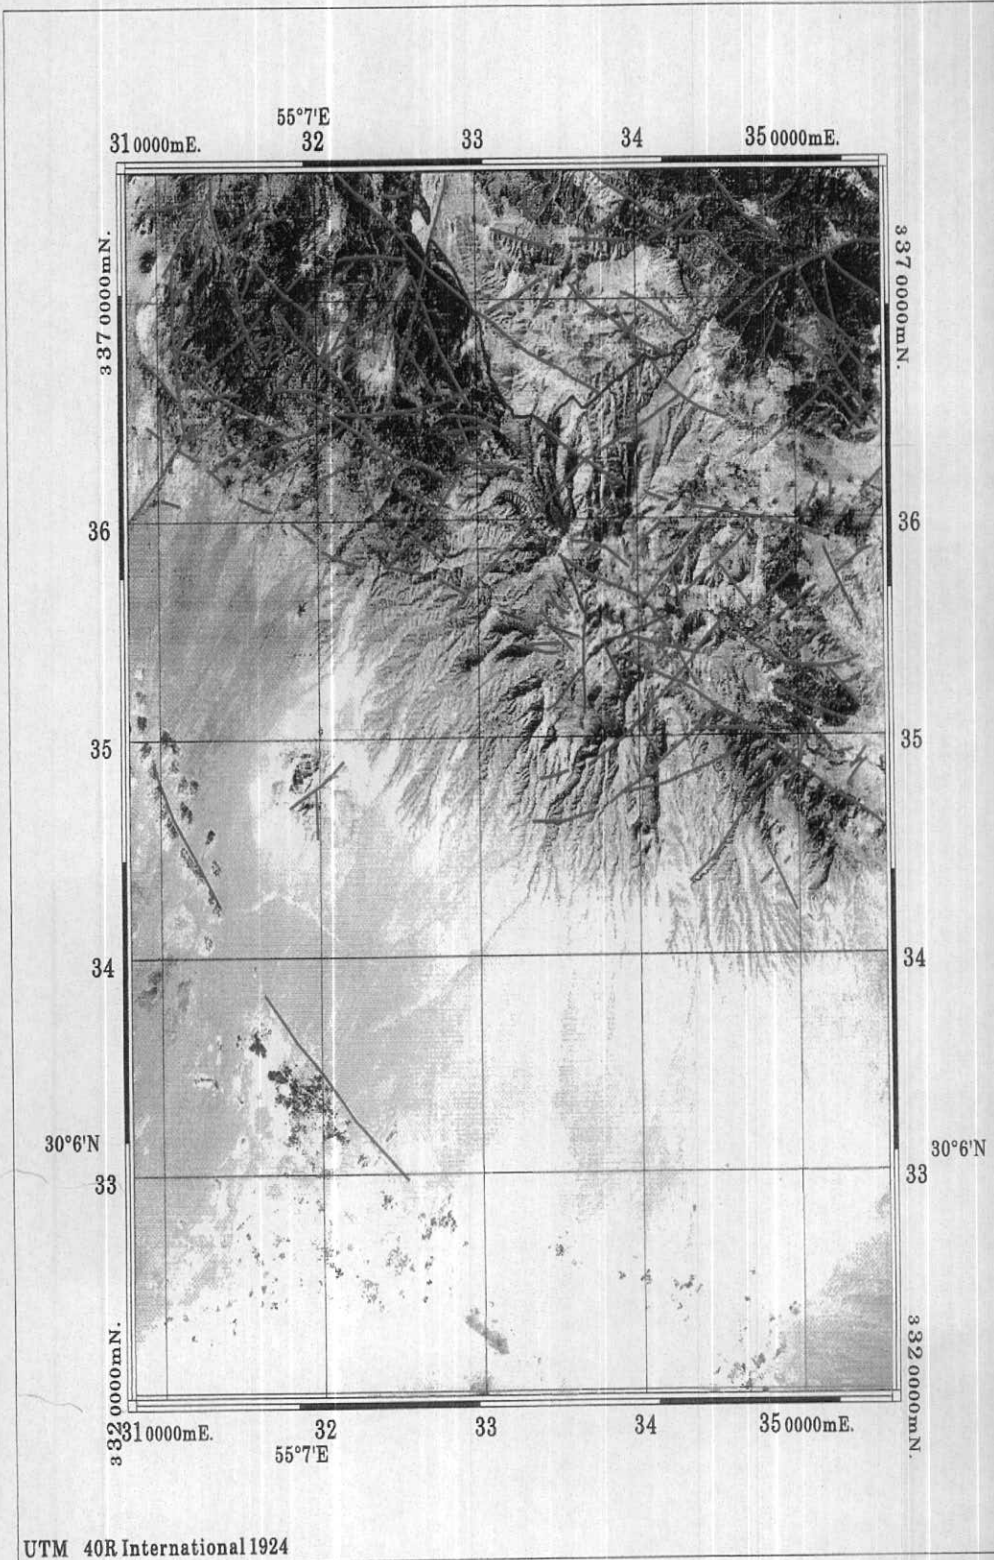 55°7'E
31 0000mE. 32 33 34 35 0000mE.
337 0000mN. 337 0000mN.
36 36
35 35
34 34
30°6'N 30°6'N
33 33
332 0000mN. 332 0000mN.
31 0000mE. 32 33 34 35 0000mE.
55°7'E
UTM 40R International 1924